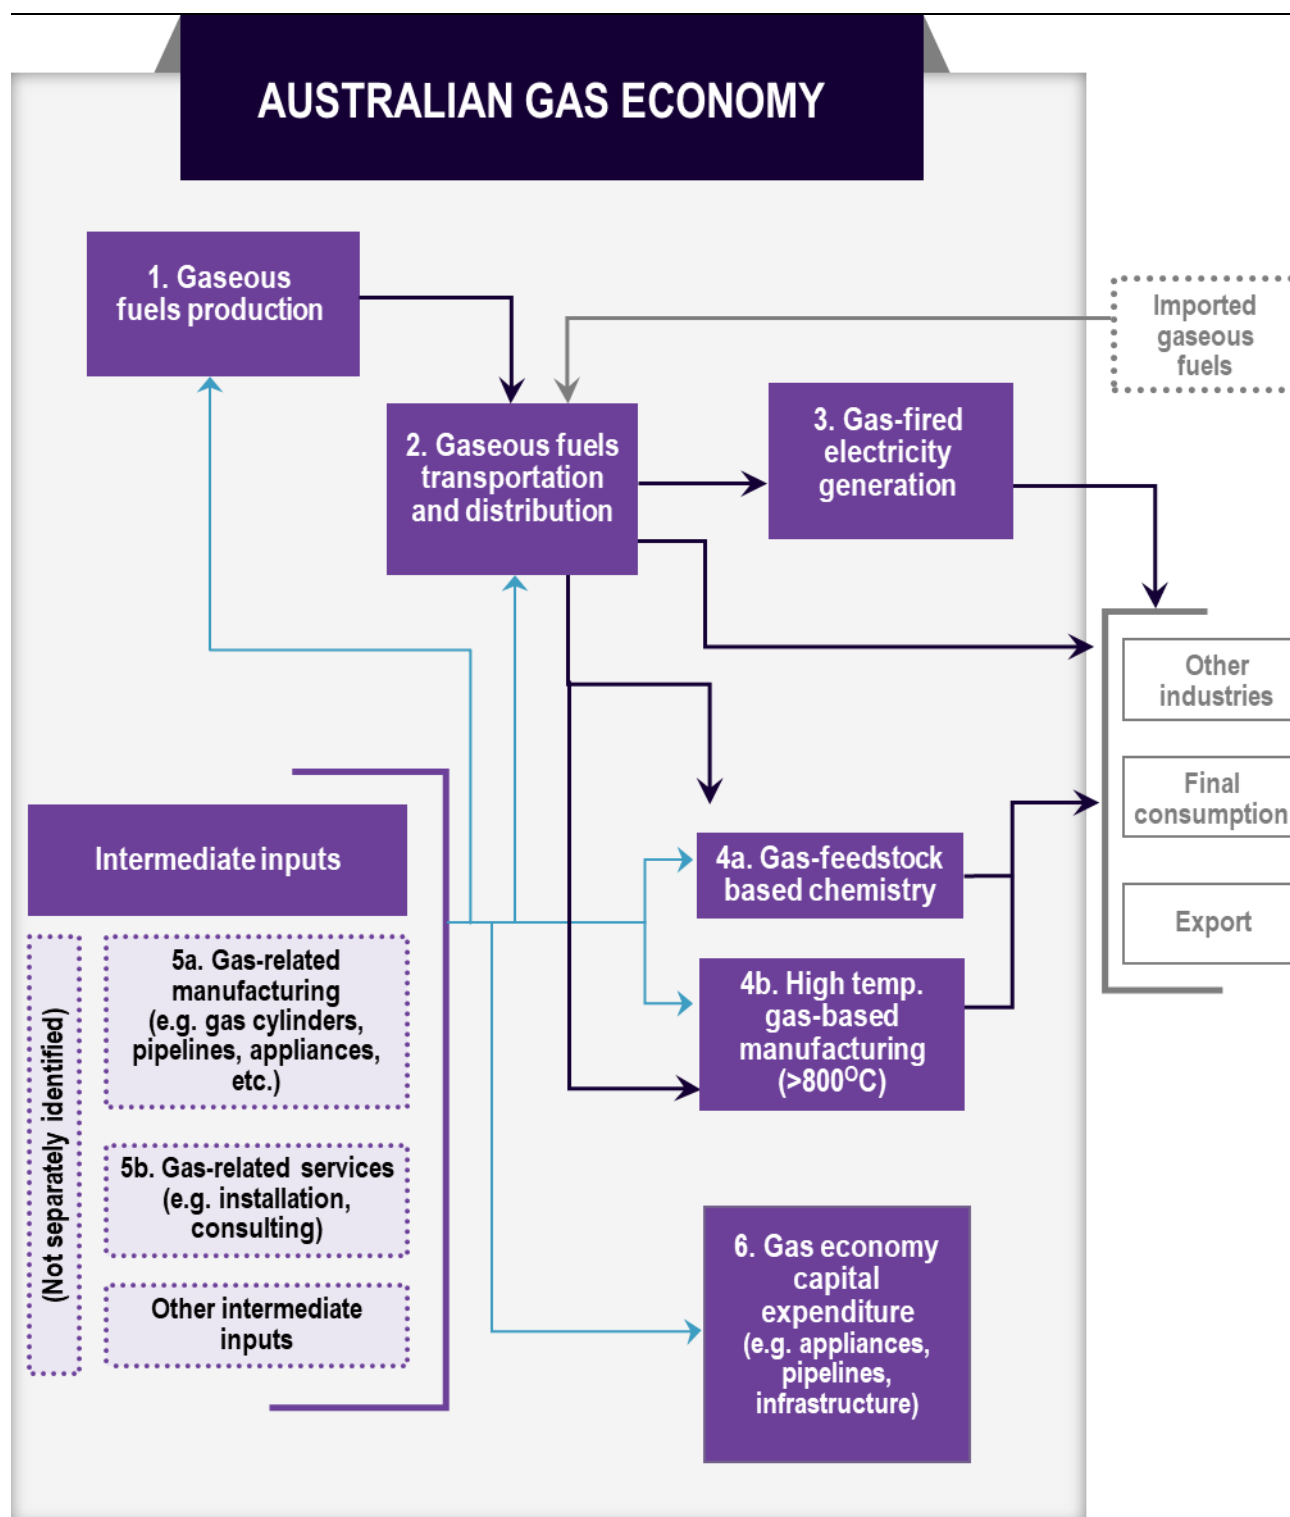 AUSTRALIAN GAS ECONOMY
1. Gaseous
fuels production
Imported
gaseous
fuels
2. Gaseous fuels
transportation
and distribution
3. Gas-fired
electricity
generation
Other
industries
Final
consumption
Export
Intermediate inputs
(Not separately identified)
5a. Gas-related
manufacturing
(e.g. gas cylinders,
pipelines, appliances,
etc.)
5b. Gas-related services
(e.g. installation,
consulting)
Other intermediate
inputs
4a. Gas-feedstock
based chemistry
4b. High temp.
gas-based
manufacturing
(>800ᴼC)
6. Gas economy
capital
expenditure
(e.g. appliances,
pipelines,
infrastructure)